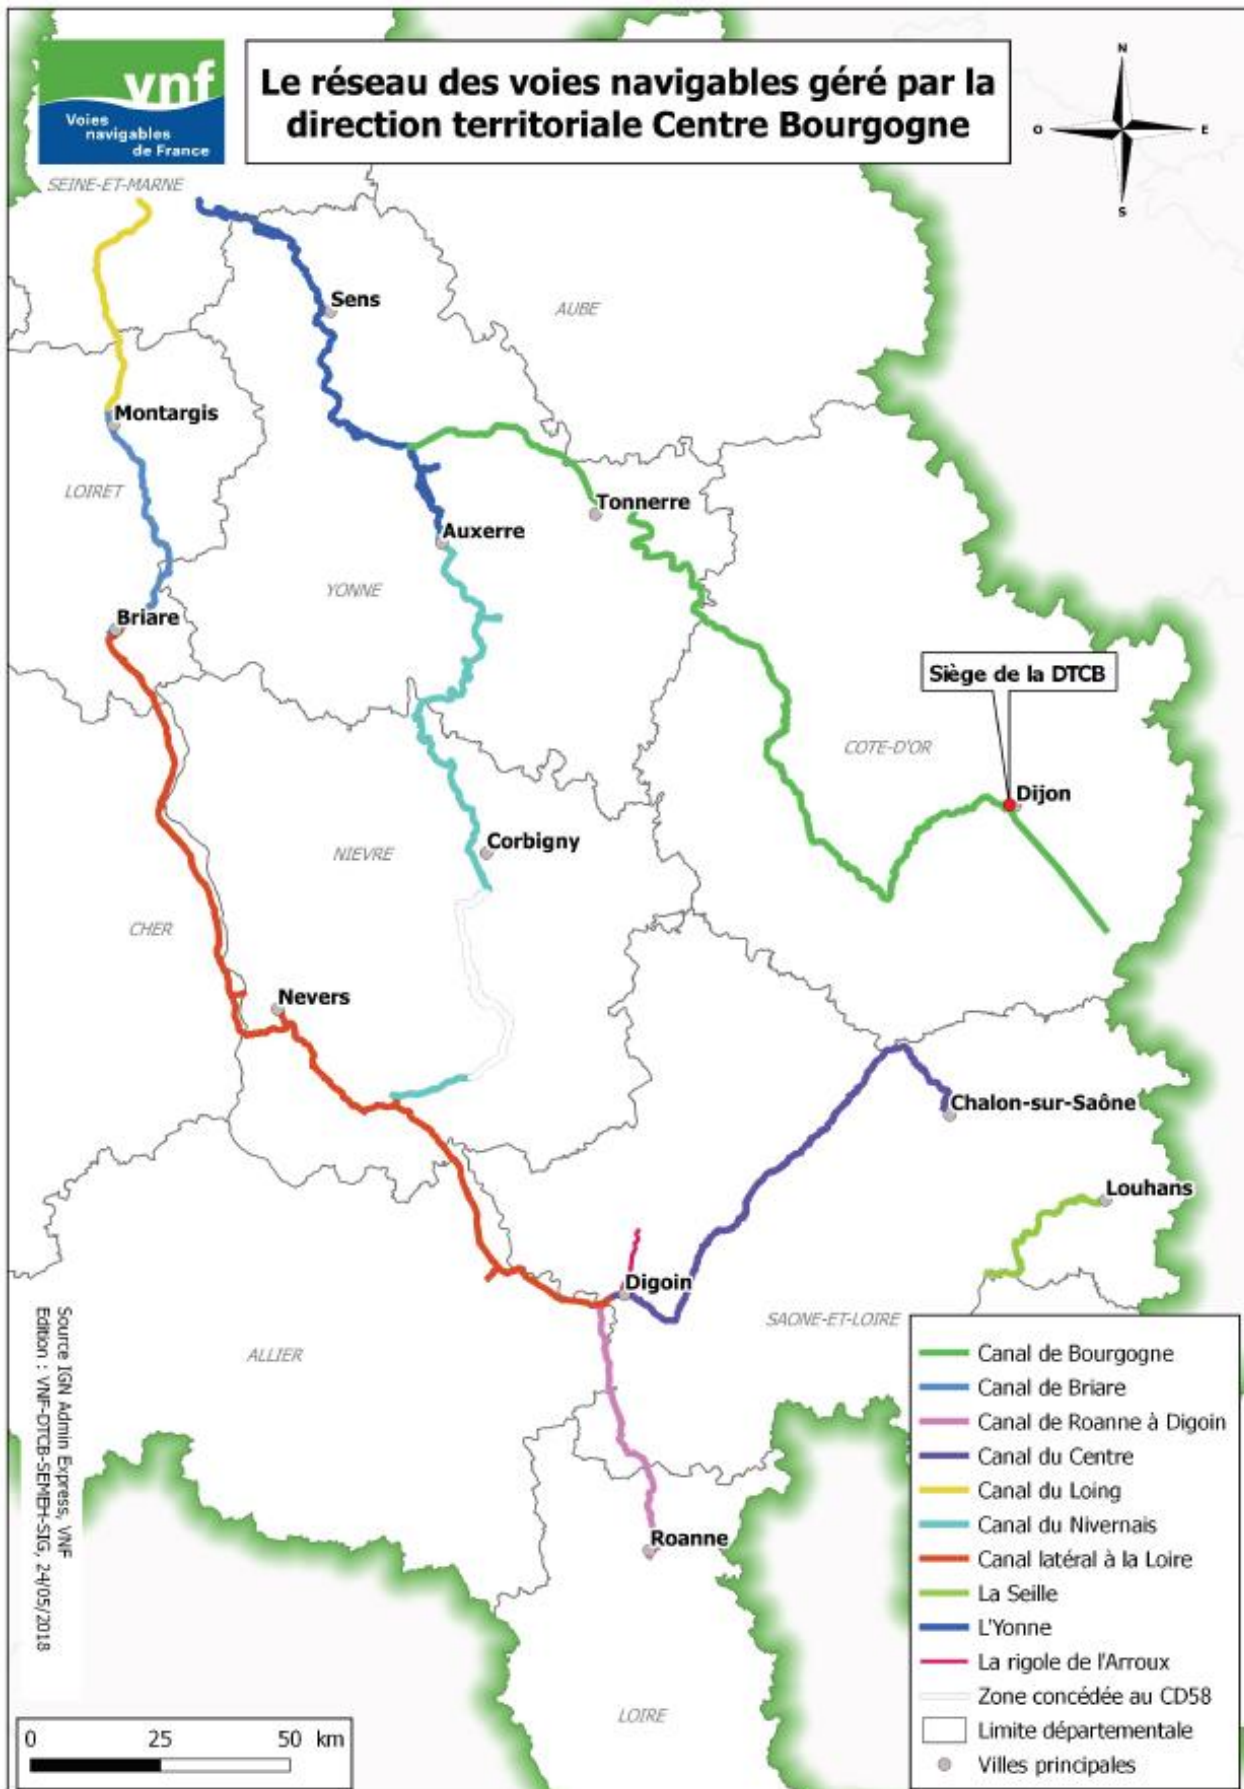 vnf
Voies
navigables
de France
Le réseau des voies navigables géré par la
direction territoriale Centre Bourgogne
N
O
E
S
SEINE-ET-MARNE
Sens
AUBE
Montargis
LOIRET
Tonnerre
Auxerre
YONNE
Briare
Siège de la DTCB
COTE-D'OR
Dijon
Corbigny
NIEVRE
CHER
Nevers
Chalon-sur-Saône
Louhans
Digoin
SAONE-ET-LOIRE
ALLIER
Roanne
LOIRE
Source IGN Admin Express, VNF
Edition : VNF-DTCB-SEMEH-SIG, 24/05/2018
Canal de Bourgogne
Canal de Briare
Canal de Roanne à Digoin
Canal du Centre
Canal du Loing
Canal du Nivernais
Canal latéral à la Loire
La Seille
L'Yonne
La rigole de l'Arroux
Zone concédée au CD58
Limite départementale
Villes principales
0 25 50 km